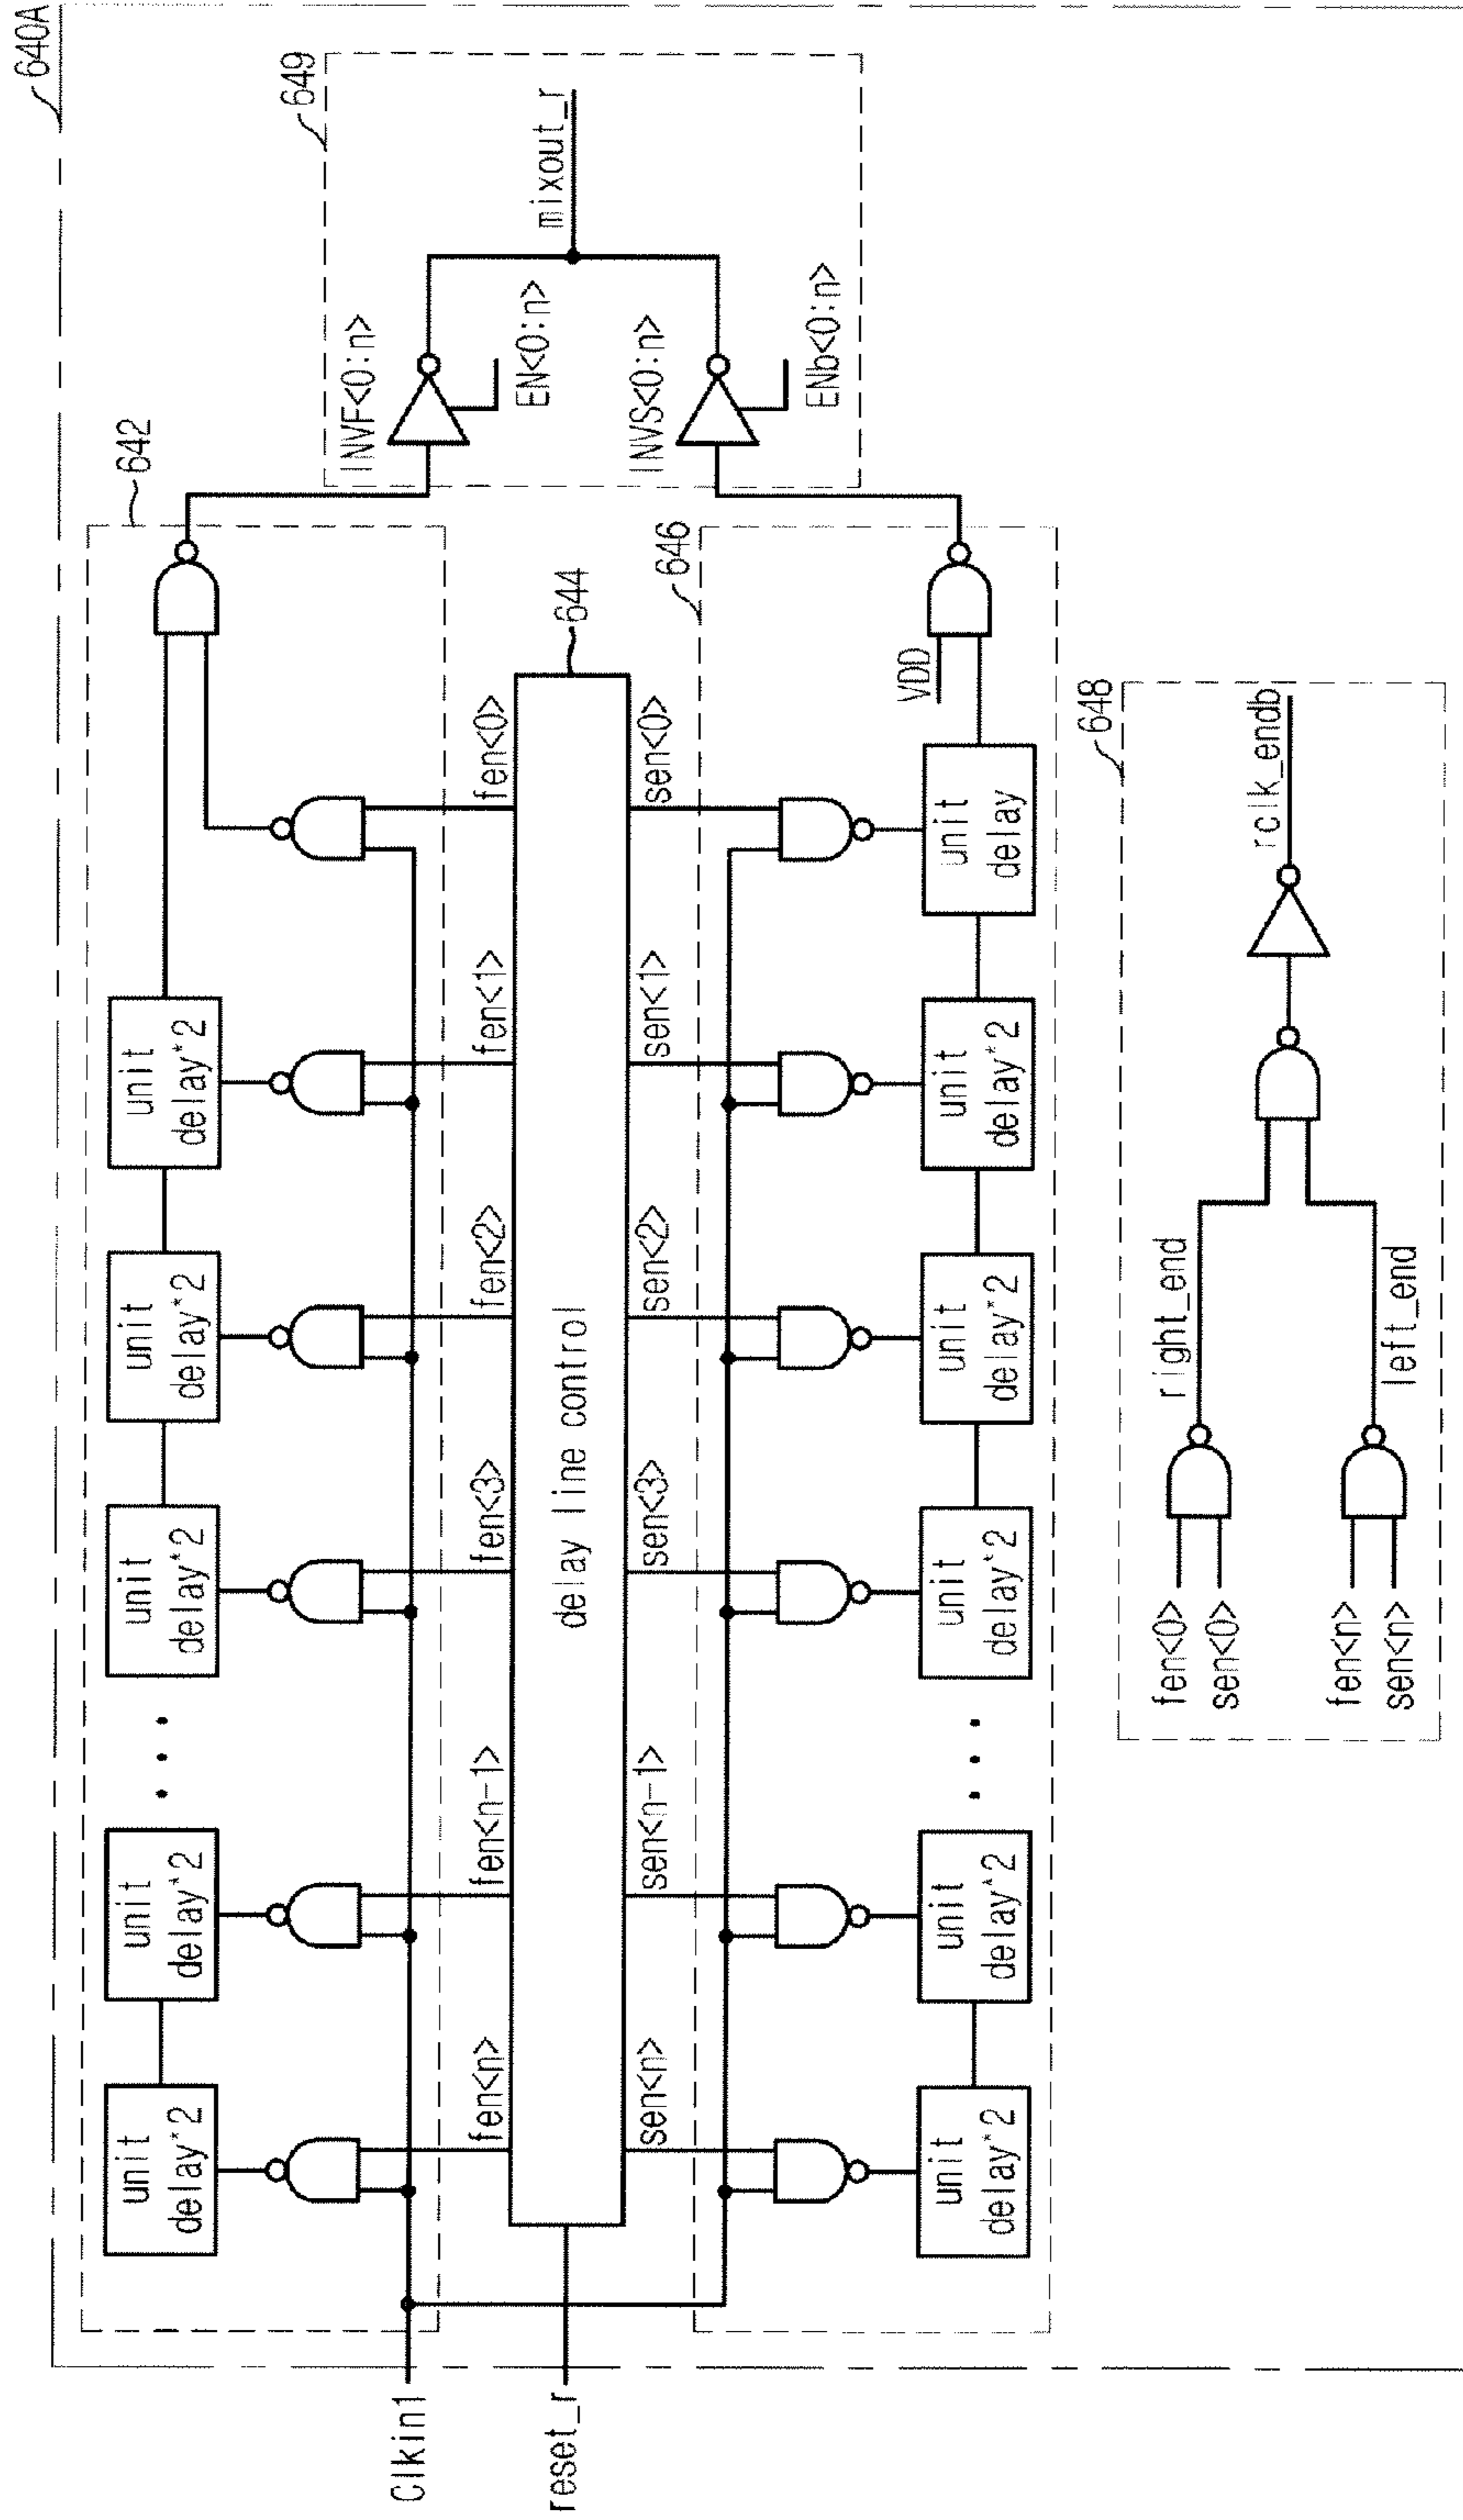 640A
642
unit
delay*2
unit
delay*2
unit
delay*2
unit
delay*2
unit
delay*2
649
INVF<0:n>
EN<0:n>
mixout_r
INVS<0:n>
ENb<0:n>
Clkin1
fen<n>
fen<n-1>
fen<3>
fen<2>
fen<1>
fen<0>
reset_r
delay line control
644
sen<n>
sen<n-1>
sen<3>
sen<2>
sen<1>
sen<0>
646
VDD
unit
delay*2
unit
delay*2
unit
delay*2
unit
delay*2
unit
delay*2
unit
delay
648
fen<0>
sen<0>
right_end
fen<n>
sen<n>
left_end
rclk_endb